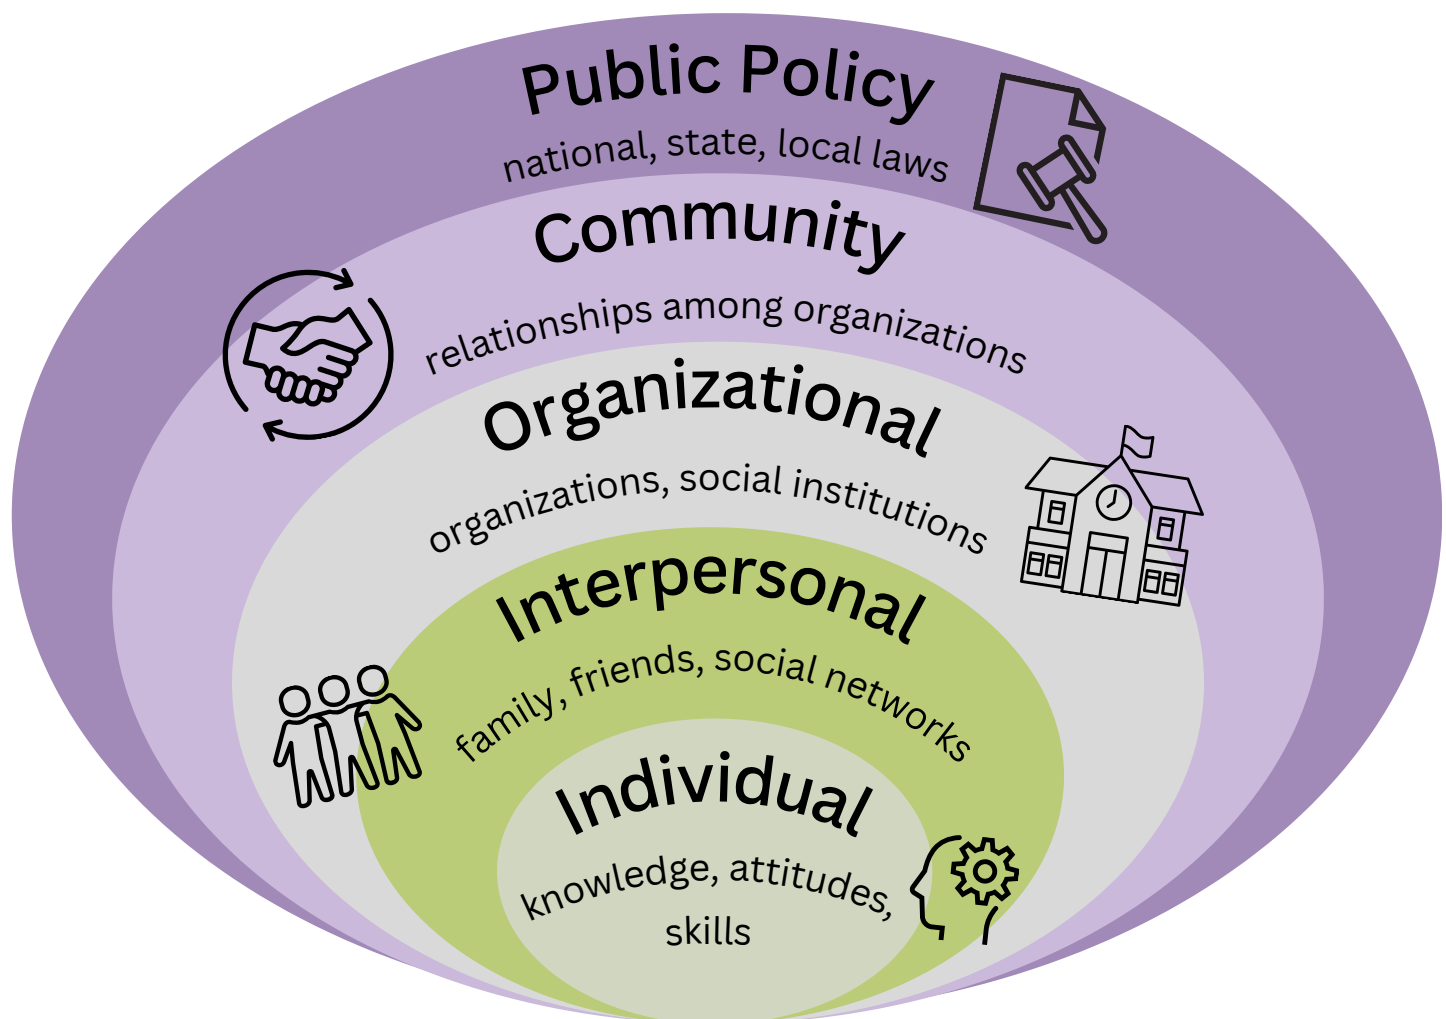 Public Policy
national, state, local laws
Community
relationships among organizations
Organizational
organizations, social institutions
Interpersonal
family, friends, social networks
Individual
knowledge, attitudes,
skills